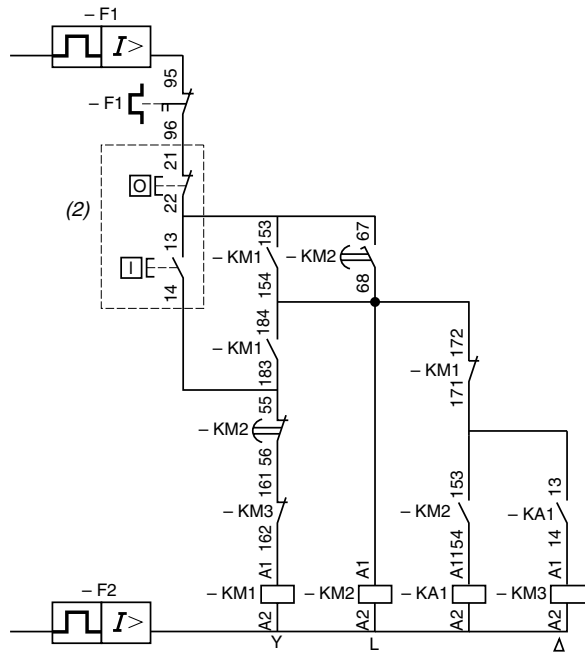 – F1
I >
95
– F1
96
21
O
22
(2)
13
I
14
153
– KM1
154
67
– KM2
68
184
– KM1
183
172
– KM1
171
55
– KM2
56
161
– KM3
162
153
– KM2
154
13
– KA1
14
– F2
I >
A1
– KM1
A2
A1
– KM2
A2
A1
– KA1
A2
A1
– KM3
A2
Y
L
Δ